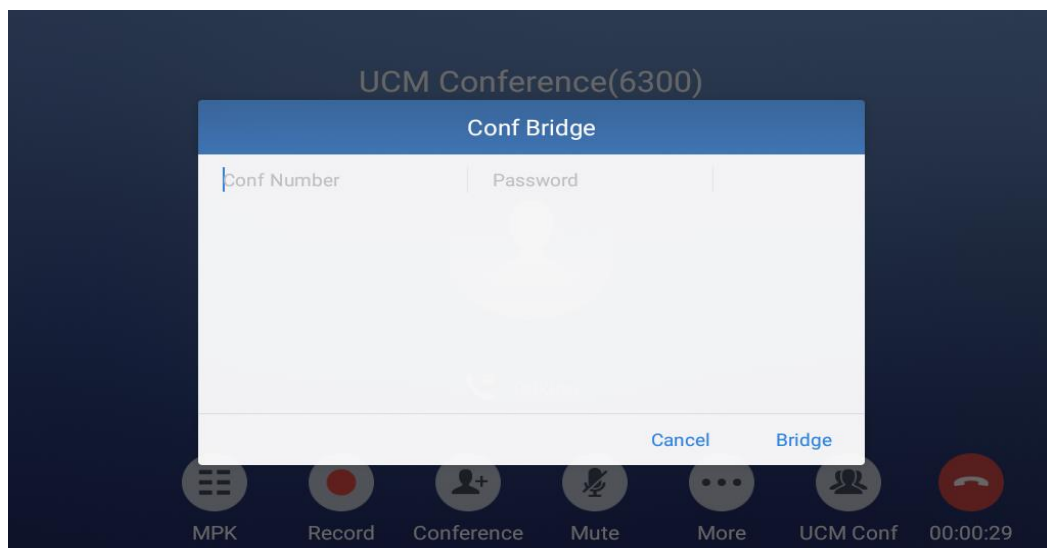 UCM Conference(6300)
Conf Bridge
Conf Number Password
Cancel Bridge
MPK Record Conference Mute More UCM Conf 00:00:29